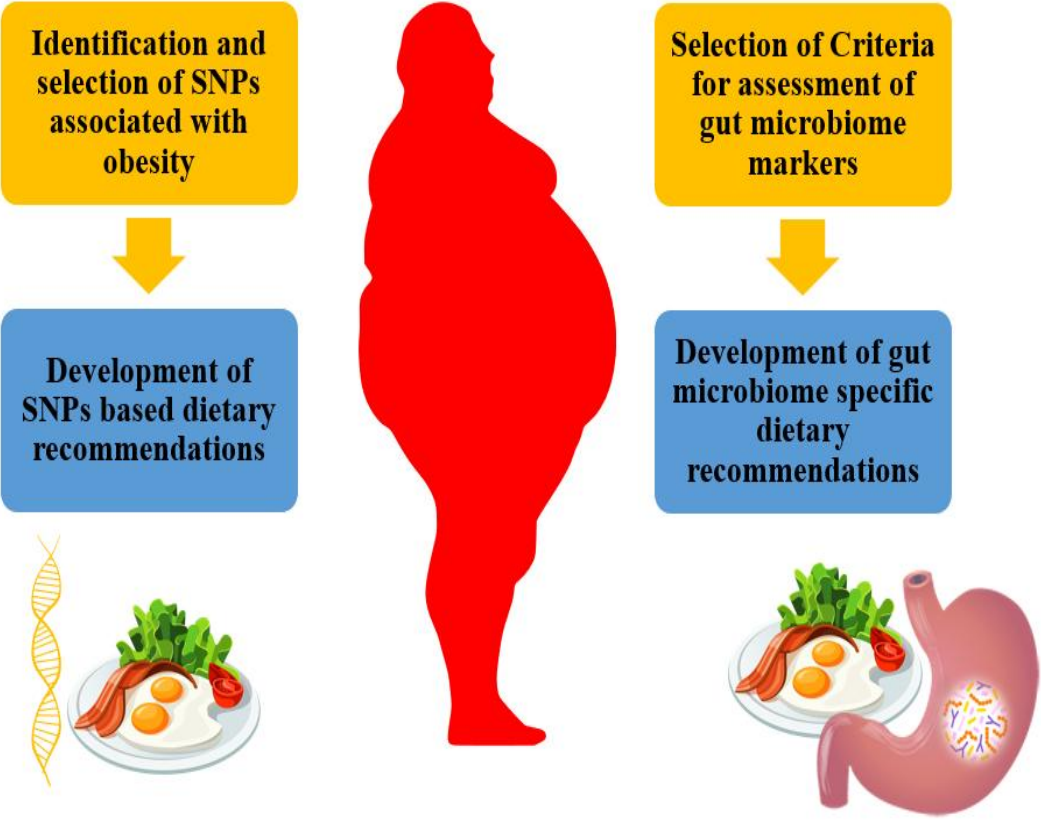 Identification and
selection of SNPs
associated with
obesity
Development of
SNPs based dietary
recommendations
Selection of Criteria
for assessment of
gut microbiome
markers
Development of gut
microbiome specific
dietary
recommendations